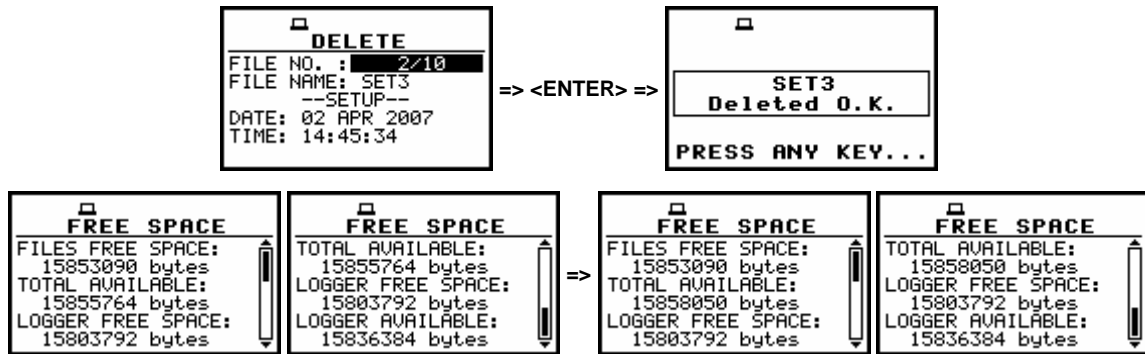 DELETE
FILE NO. : 2/10
FILE NAME: SET3
--SETUP--
DATE: 02 APR 2007
TIME: 14:45:34
=> <ENTER> =>
SET3
Deleted O.K.
PRESS ANY KEY...
FREE SPACE
FILES FREE SPACE:
15853090 bytes
TOTAL AVAILABLE:
15855764 bytes
LOGGER FREE SPACE:
15803792 bytes
FREE SPACE
TOTAL AVAILABLE:
15855764 bytes
LOGGER FREE SPACE:
15803792 bytes
LOGGER AVAILABLE:
15836384 bytes
=>
FREE SPACE
FILES FREE SPACE:
15853090 bytes
TOTAL AVAILABLE:
15858050 bytes
LOGGER FREE SPACE:
15803792 bytes
FREE SPACE
TOTAL AVAILABLE:
15858050 bytes
LOGGER FREE SPACE:
15803792 bytes
LOGGER AVAILABLE:
15836384 bytes